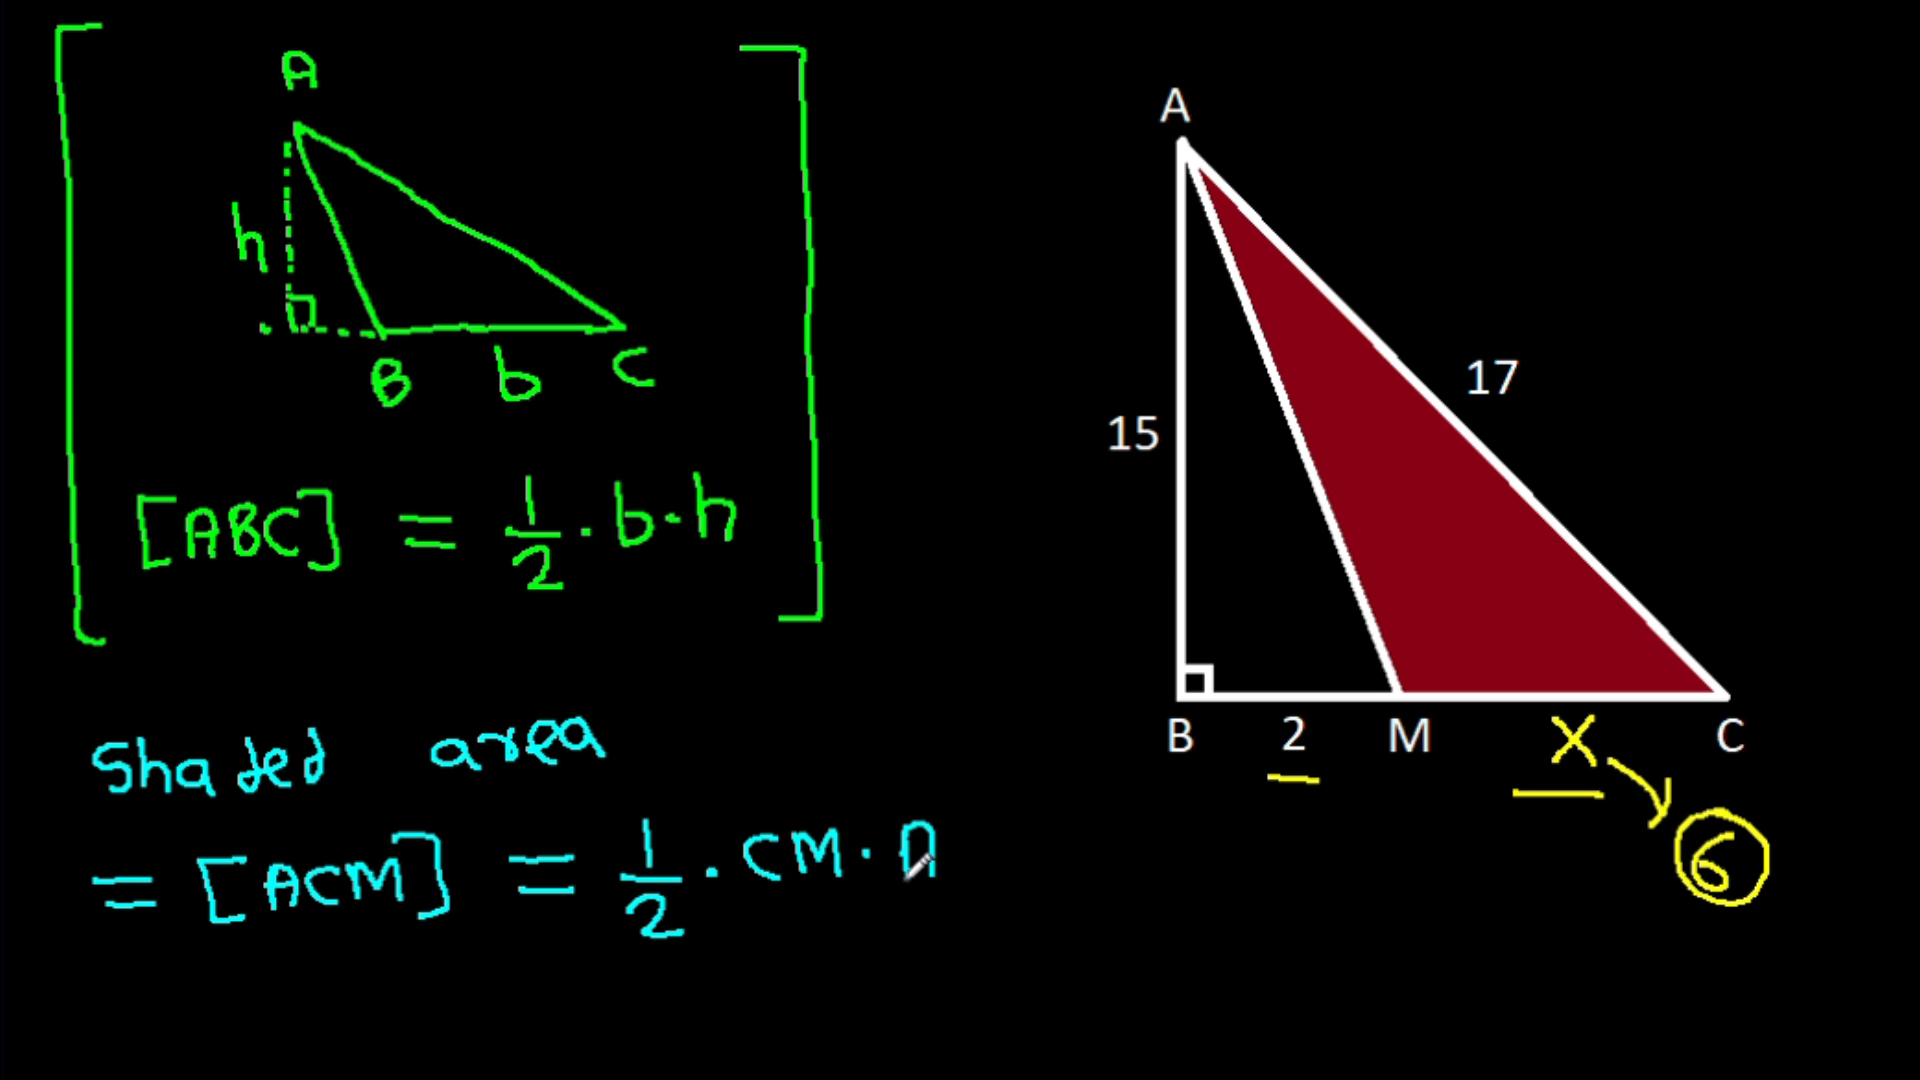 A
h
B b C
[ABC] = 1/2 · b · h
Shaded area
= [ACM] = 1/2 · CM · A
A
15
17
B 2 M x C
6